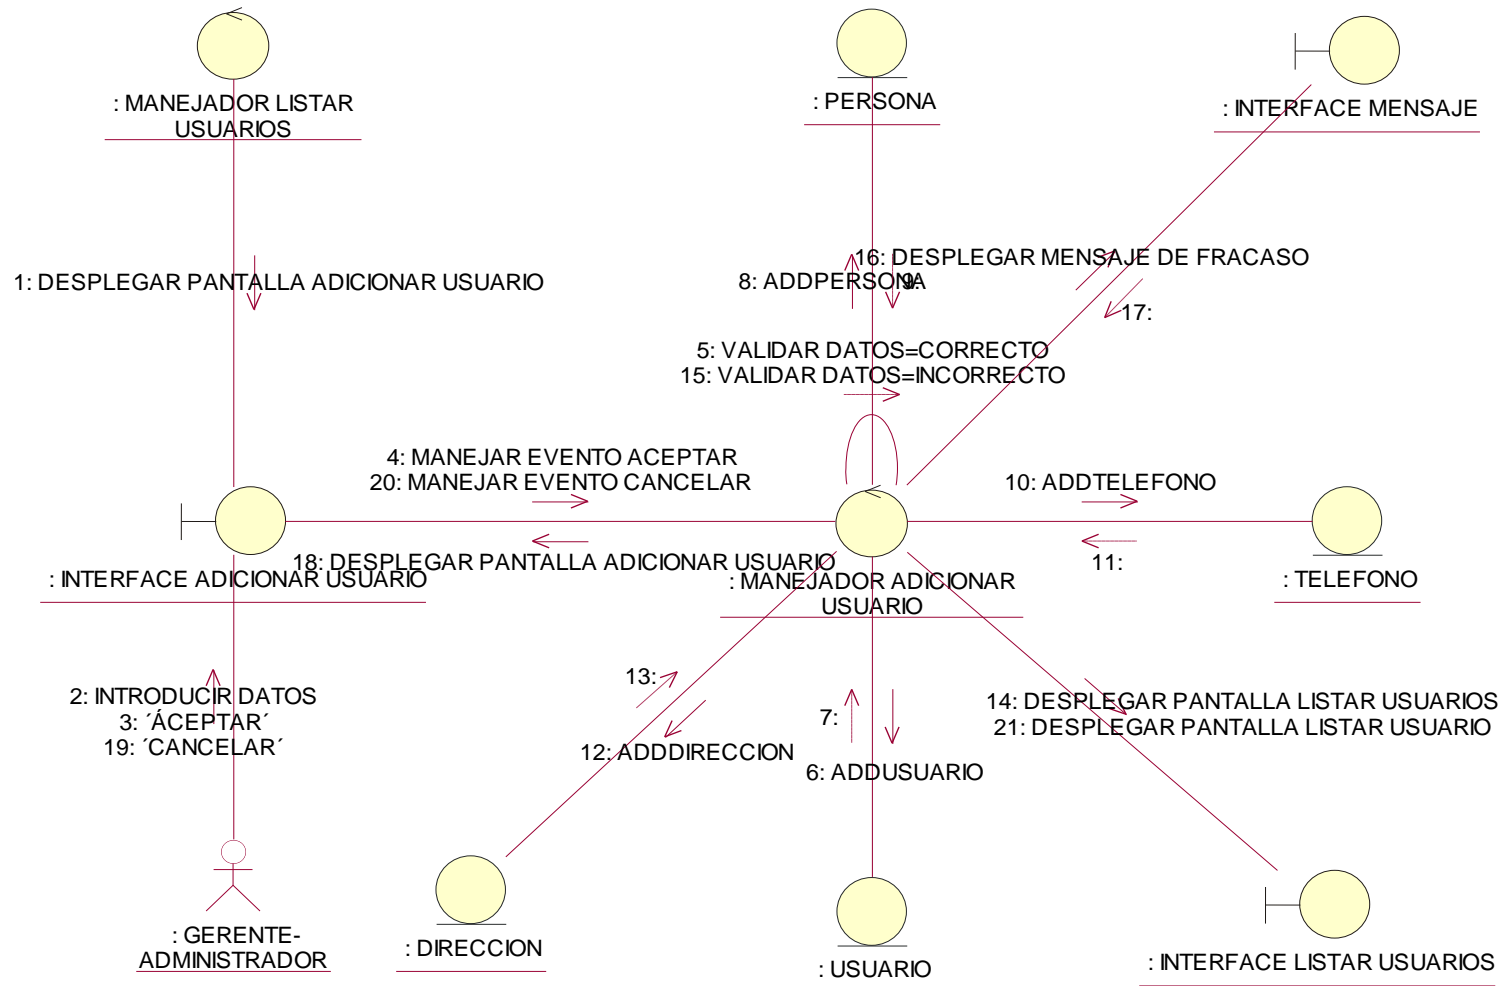 : MANEJADOR LISTAR
USUARIOS
: PERSONA
: INTERFACE MENSAJE
1: DESPLEGAR PANTALLA ADICIONAR USUARIO
16: DESPLEGAR MENSAJE DE FRACASO
8: ADDPERSONA
9:
17:
5: VALIDAR DATOS=CORRECTO
15: VALIDAR DATOS=INCORRECTO
4: MANEJAR EVENTO ACEPTAR
20: MANEJAR EVENTO CANCELAR
10: ADDTELEFONO
18: DESPLEGAR PANTALLA ADICIONAR USUARIO
11:
: INTERFACE ADICIONAR USUARIO
: MANEJADOR ADICIONAR
USUARIO
: TELEFONO
2: INTRODUCIR DATOS
3: ´ÁCEPTAR´
19: ´CANCELAR´
13:
12: ADDDIRECCION
7:
6: ADDUSUARIO
14: DESPLEGAR PANTALLA LISTAR USUARIOS
21: DESPLEGAR PANTALLA LISTAR USUARIO
: GERENTE-
ADMINISTRADOR
: DIRECCION
: USUARIO
: INTERFACE LISTAR USUARIOS